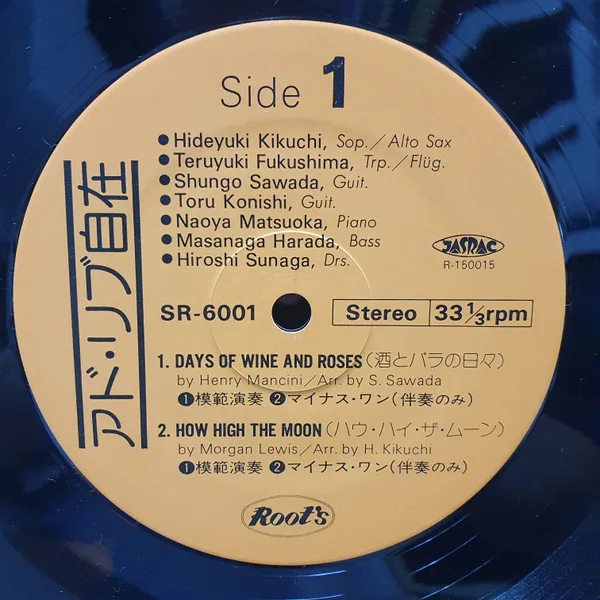 Side 1
アド・リブ自在
●Hideyuki Kikuchi, Sop./Alto Sax
●Teruyuki Fukushima, Trp./Flüg.
●Shungo Sawada, Guit.
●Toru Konishi, Guit.
●Naoya Matsuoka, Piano
●Masanaga Harada, Bass
●Hiroshi Sunaga, Drs.
JASRAC
R-150015
SR-6001
Stereo 33 1/3 rpm
1. DAYS OF WINE AND ROSES(酒とバラの日々)
by Henry Mancini/Arr. by S. Sawada
❶模範演奏 ❷マイナス・ワン(伴奏のみ)
2. HOW HIGH THE MOON(ハウ・ハイ・ザ・ムーン)
by Morgan Lewis/Arr. by H. Kikuchi
❶模範演奏 ❷マイナス・ワン(伴奏のみ)
Root's